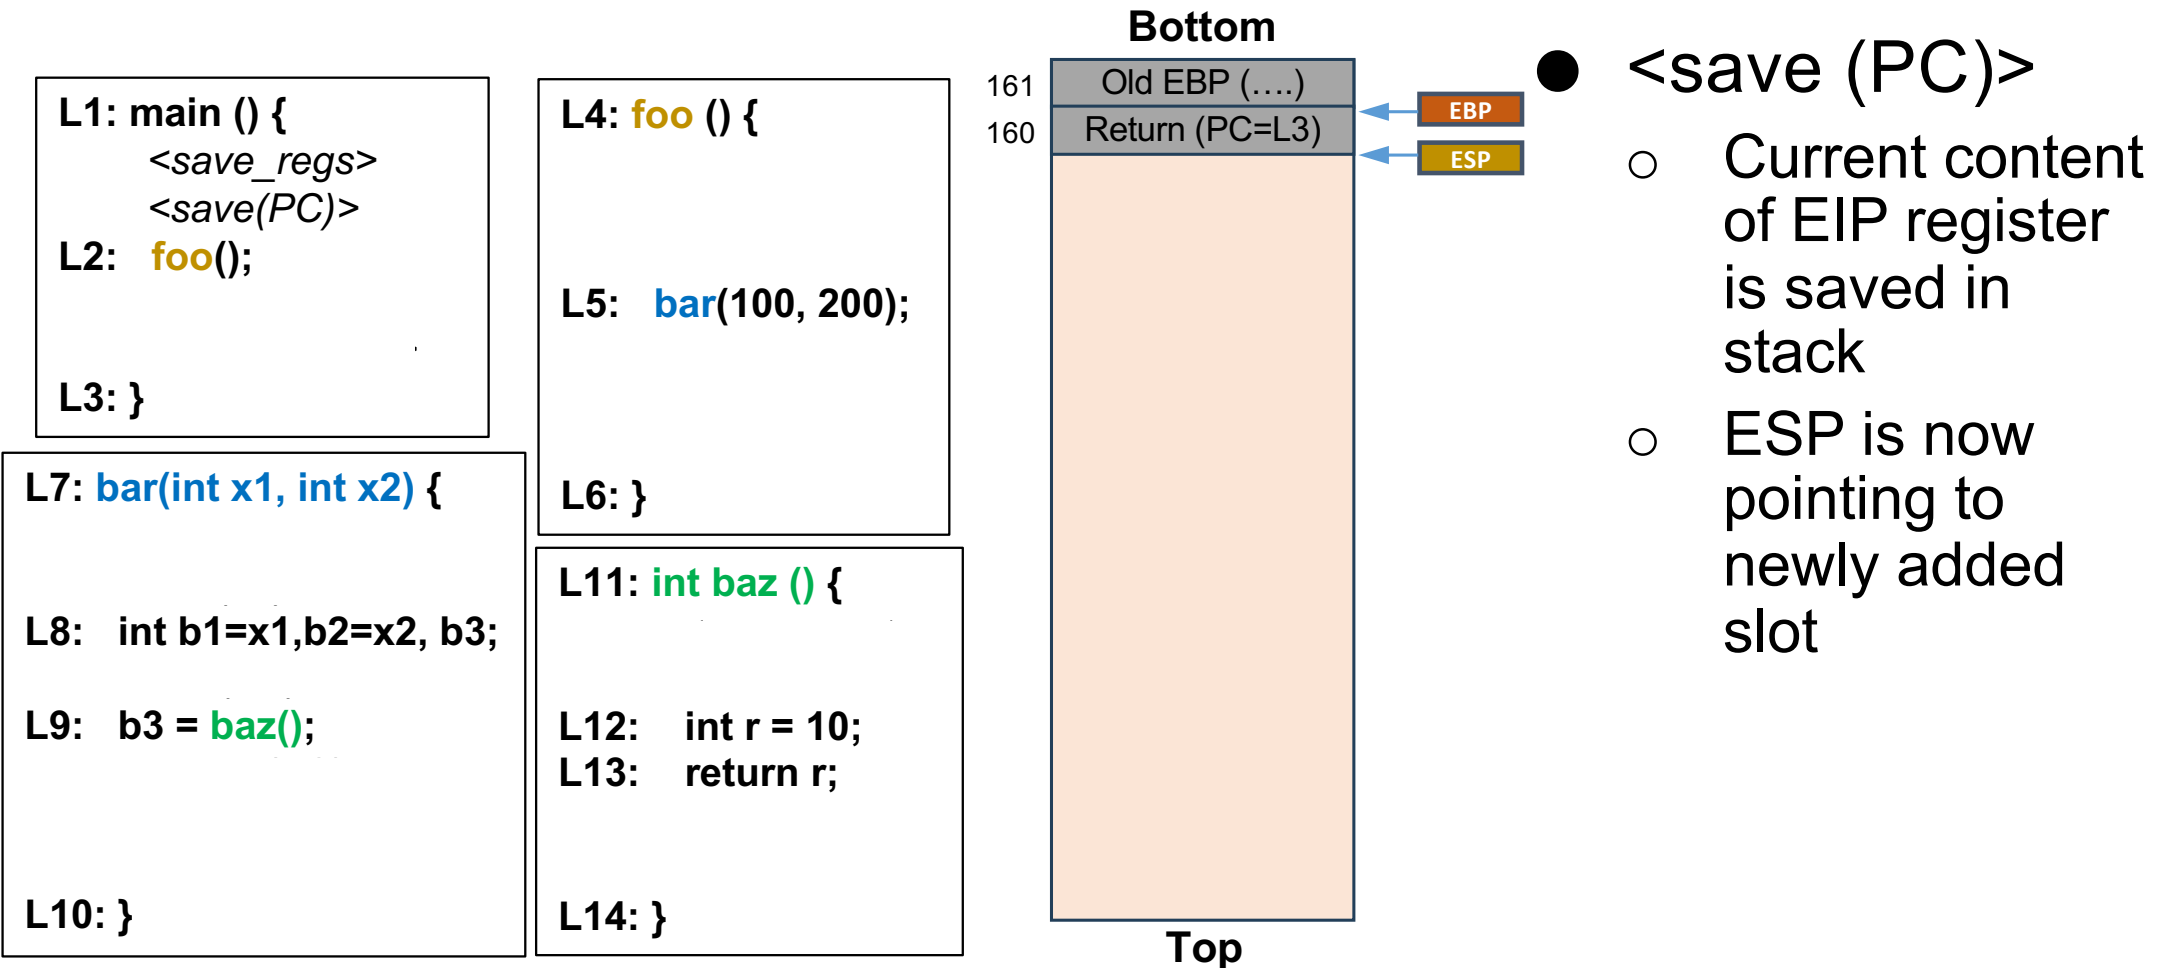 L1: main () {
<save_regs>
<save(PC)>
L2: foo();
L3: }
L4: foo () {
L5: bar(100, 200);
L6: }
L7: bar(int x1, int x2) {
L8: int b1=x1,b2=x2, b3;
L9: b3 = baz();
L10: }
L11: int baz () {
L12: int r = 10;
L13: return r;
L14: }
Bottom
161 Old EBP (....)
EBP
160 Return (PC=L3)
ESP
Top
● <save (PC)>
○ Current content
of EIP register
is saved in
stack
○ ESP is now
pointing to
newly added
slot